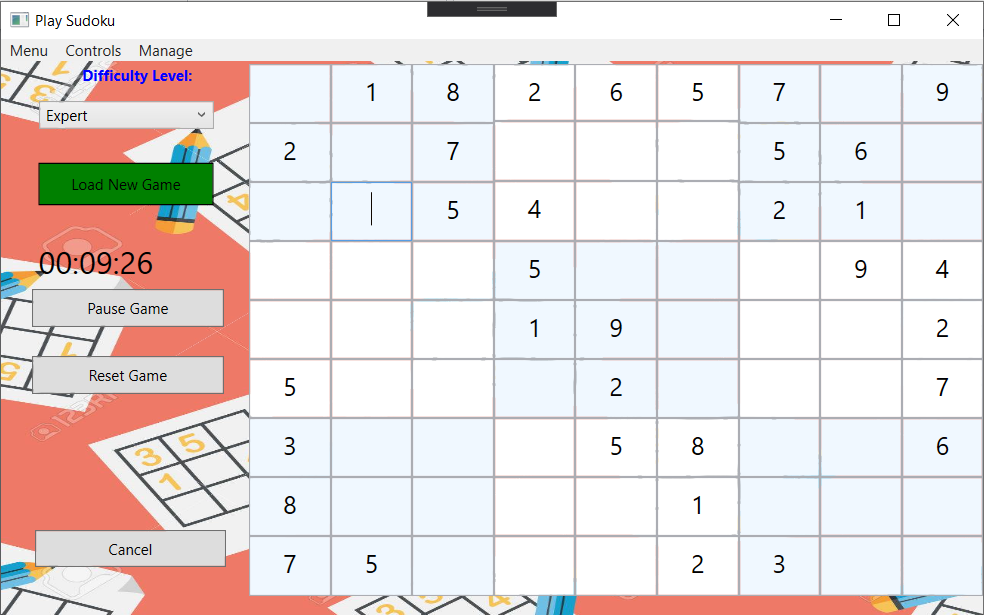 Play Sudoku
Menu Controls Manage
Difficulty Level:
Expert
Load New Game
00:09:26
Pause Game
Reset Game
Cancel
1 8 2 6 5 7 9
2 7 5 6
5 4 2 1
5 9 4
1 9 2
5 2 7
3 5 8 6
8 1
7 5 2 3